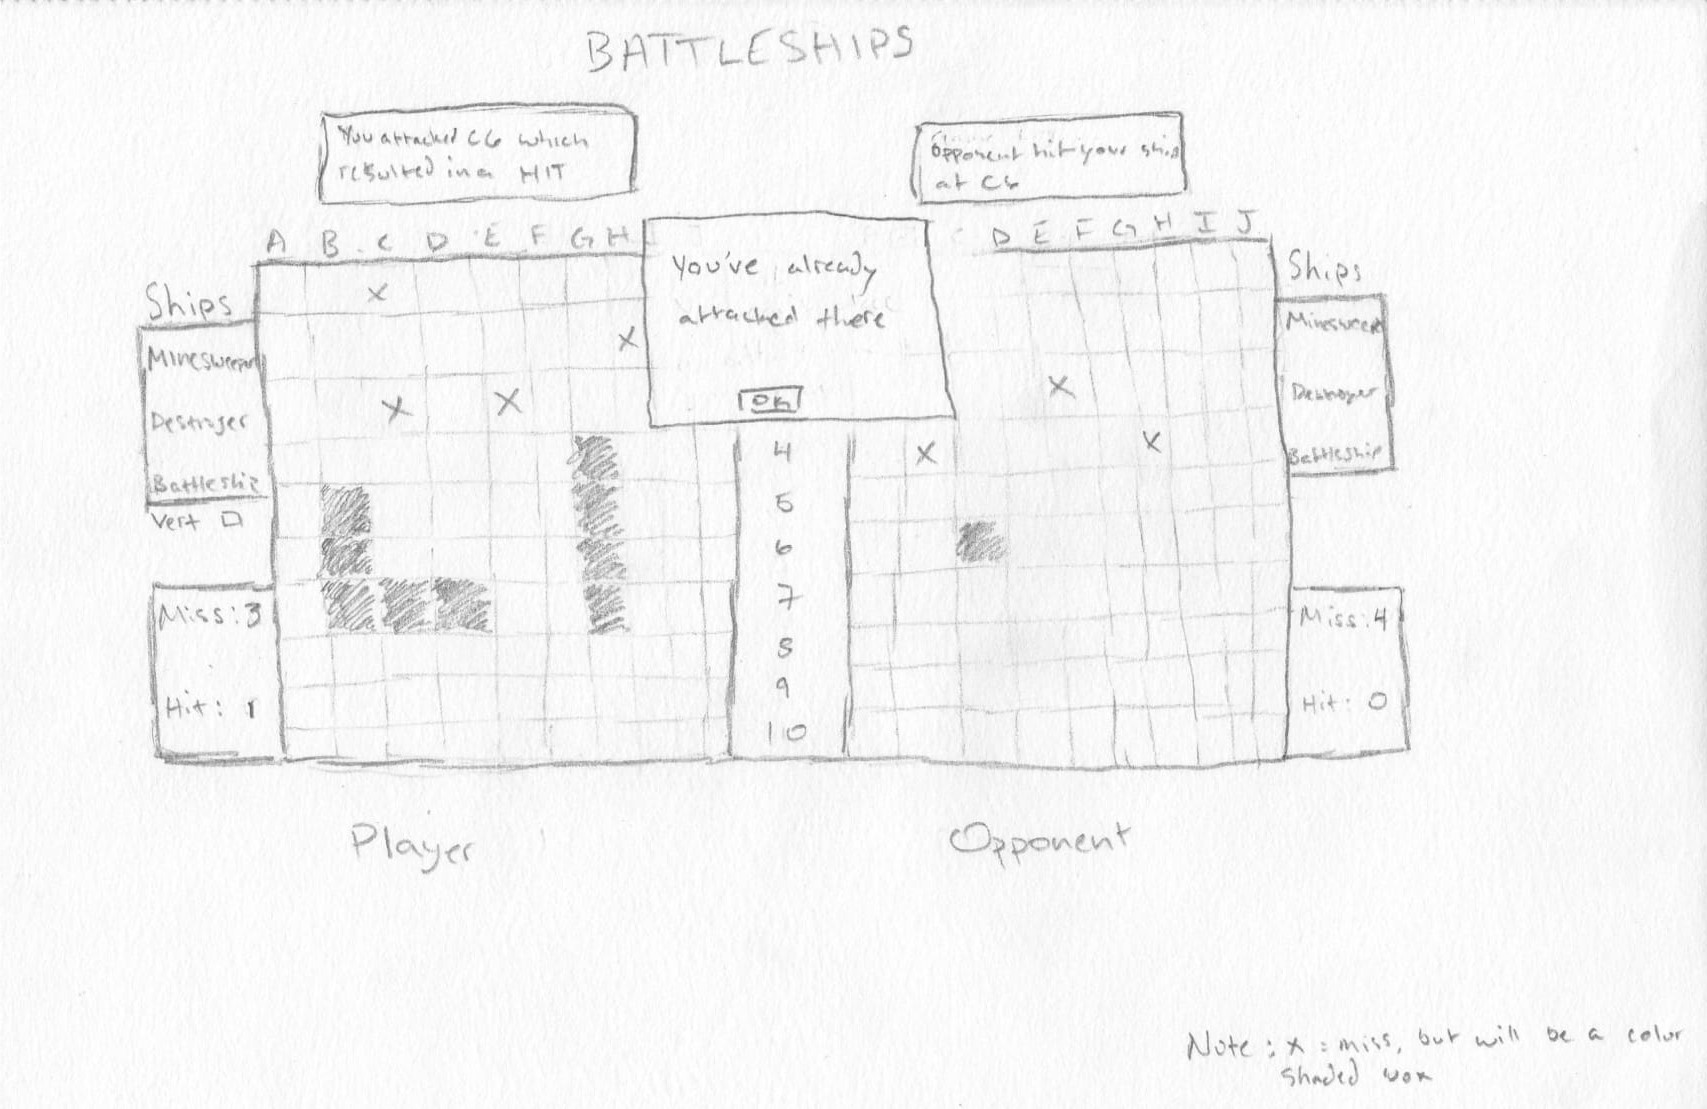 BATTLESHIPS
You attacked C6 which
resulted in a HIT
Opponent hit your ship
at C6
A B C D E F G H
D E F G H I J
You've already
attacked there
OK
Ships
Minesweeper
Destroyer
Battleship
Vert
Miss: 3
Hit: 1
X
X
X X
4
5
6
7
8
9
10
X
X X
Ships
Minesweeper
Destroyer
Battleship
Miss: 4
Hit: 0
Player
Opponent
Note: X = miss, but will be a color
shaded box